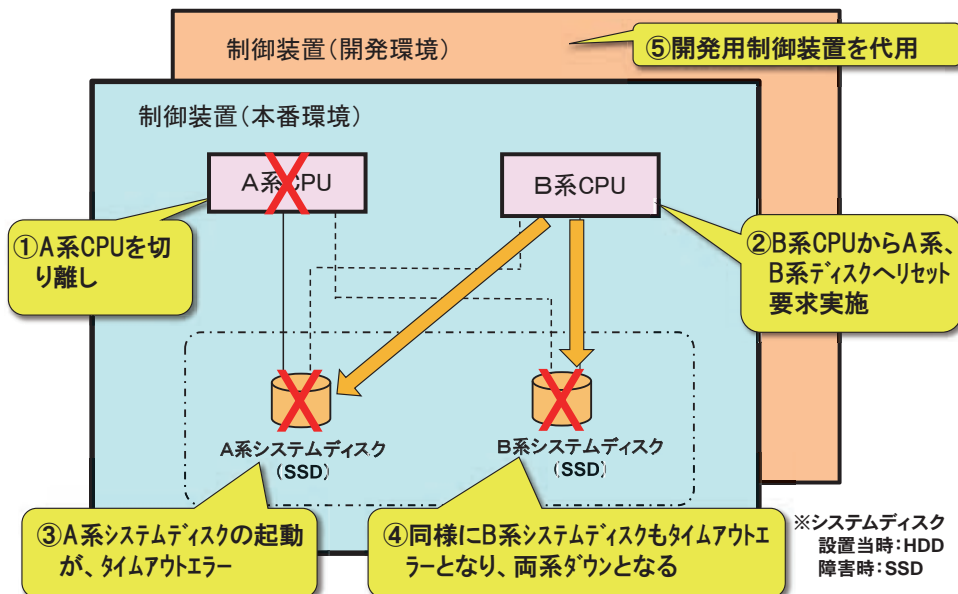 制御装置(開発環境)
⑤開発用制御装置を代用
制御装置(本番環境)
A系CPU
B系CPU
①A系CPUを切
り離し
②B系CPUからA系、
B系ディスクへリセット
要求実施
A系システムディスク
(SSD)
B系システムディスク
(SSD)
③A系システムディスクの起動
が、タイムアウトエラー
④同様にB系システムディスクもタイムアウトエ
ラーとなり、両系ダウンとなる
※システムディスク
設置当時:HDD
障害時:SSD